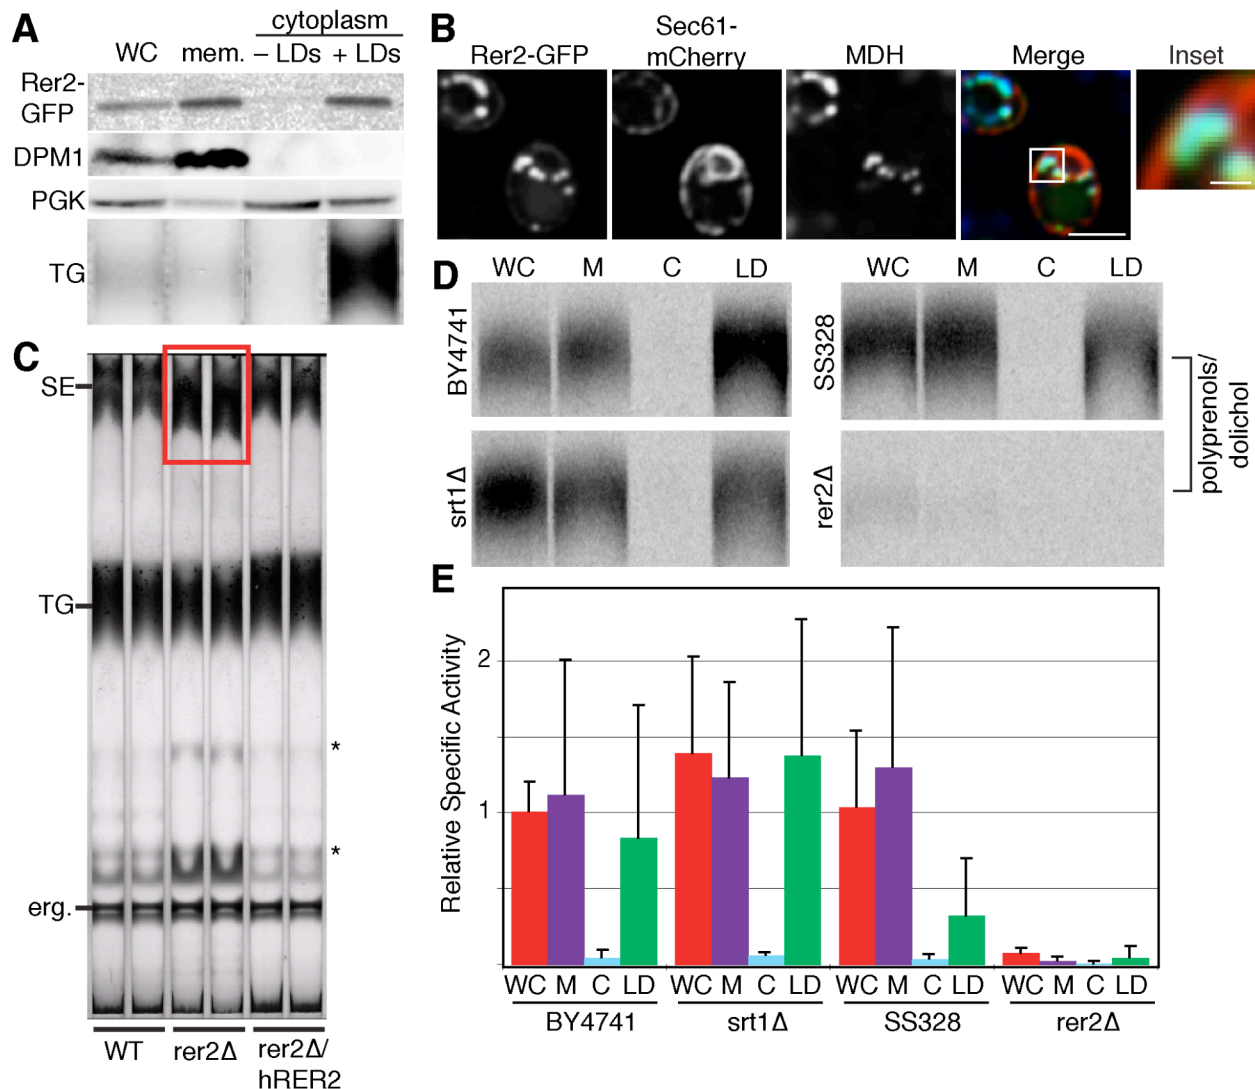 A
cytoplasm
WC mem. – LDs + LDs
Rer2-
GFP
DPM1
PGK
TG
B
Rer2-GFP
Sec61-
mCherry
MDH
Merge
Inset
C
SE
TG
*
*
erg.
WT
rer2Δ
rer2Δ/
hRER2
D
WC M C LD
WC M C LD
BY4741
SS328
srt1Δ
rer2Δ
polyprenols/
dolichol
E
Relative Specific Activity
2
1
WC M C LD WC M C LD WC M C LD WC M C LD
BY4741 srt1Δ SS328 rer2Δ